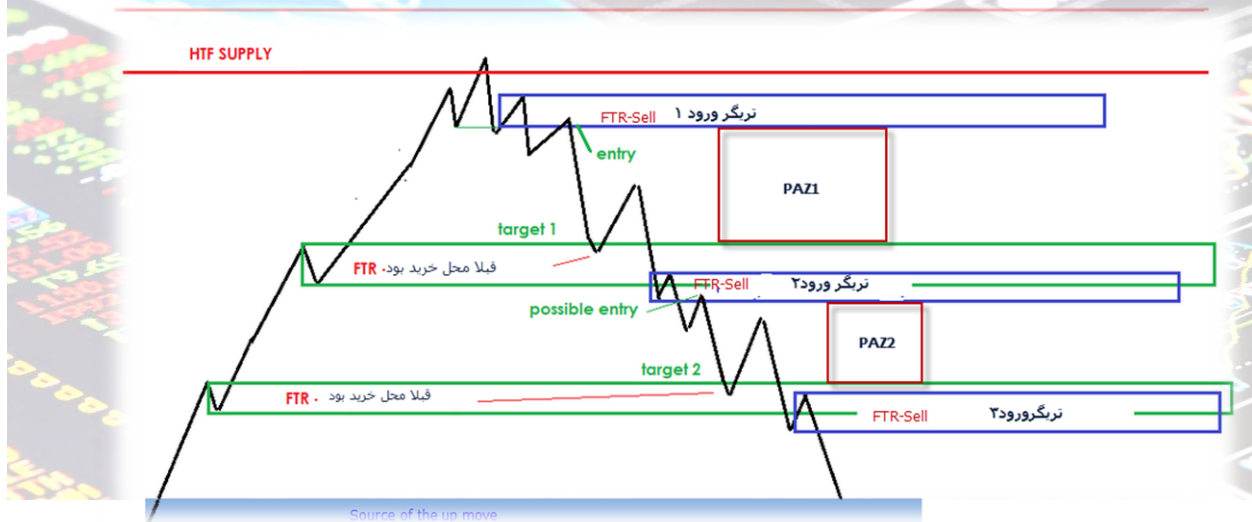 HTF SUPPLY
FTR-Sell تریگر ورود ۱
entry
PAZ1
target 1
FTR . قبلا محل خرید بود
FTR-Sell تریگر ورود۲
possible entry
PAZ2
target 2
FTR . قبلا محل خرید بود
FTR-Sell تریگرورود۳
Source of the up move